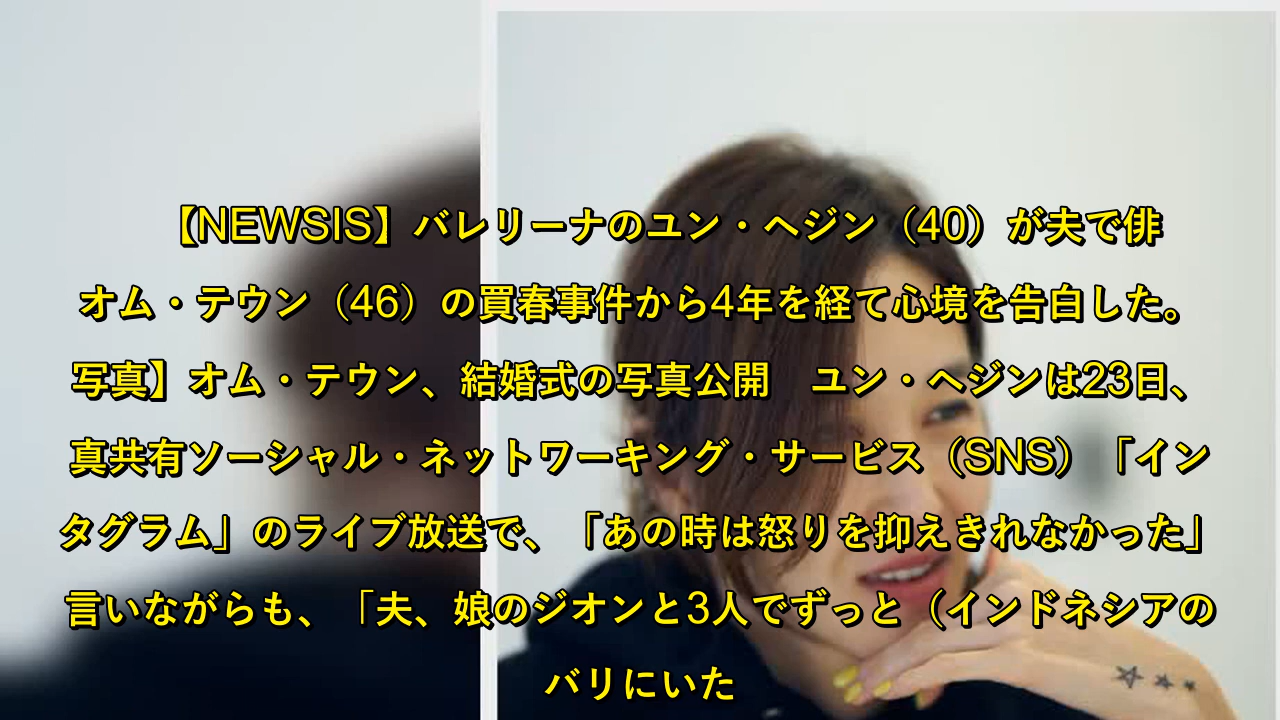 【NEWSIS】バレリーナのユン・ヘジン（40）が夫で俳
オム・テウン（46）の買春事件から4年を経て心境を告白した。
写真】オム・テウン、結婚式の写真公開　ユン・ヘジンは23日、
真共有ソーシャル・ネットワーキング・サービス（SNS）「イン
タグラム」のライブ放送で、「あの時は怒りを抑えきれなかった」
言いながらも、「夫、娘のジオンと3人でずっと（インドネシアの
バリにいた